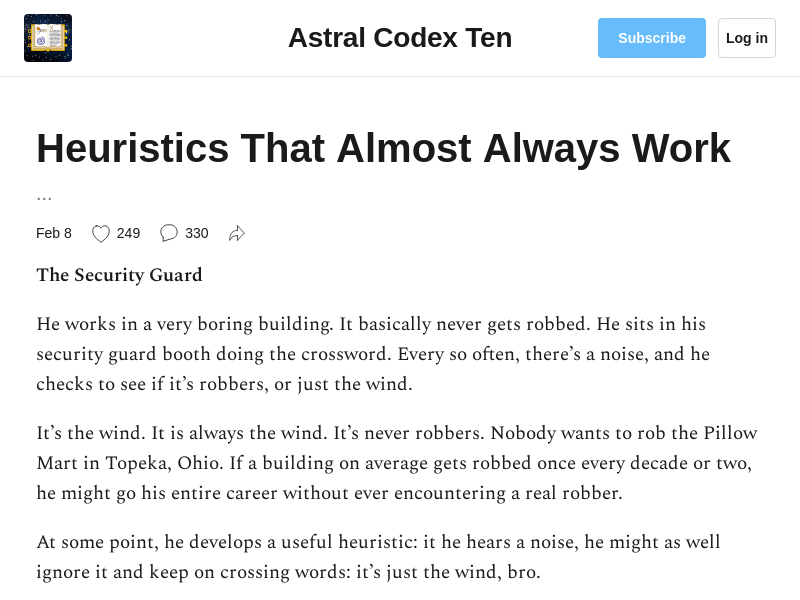 Astral Codex Ten
Subscribe
Log in
Heuristics That Almost Always Work
...
Feb 8
249
330
The Security Guard
He works in a very boring building. It basically never gets robbed. He sits in his
security guard booth doing the crossword. Every so often, there’s a noise, and he
checks to see if it’s robbers, or just the wind.
It’s the wind. It is always the wind. It’s never robbers. Nobody wants to rob the Pillow
Mart in Topeka, Ohio. If a building on average gets robbed once every decade or two,
he might go his entire career without ever encountering a real robber.
At some point, he develops a useful heuristic: it he hears a noise, he might as well
ignore it and keep on crossing words: it’s just the wind, bro.